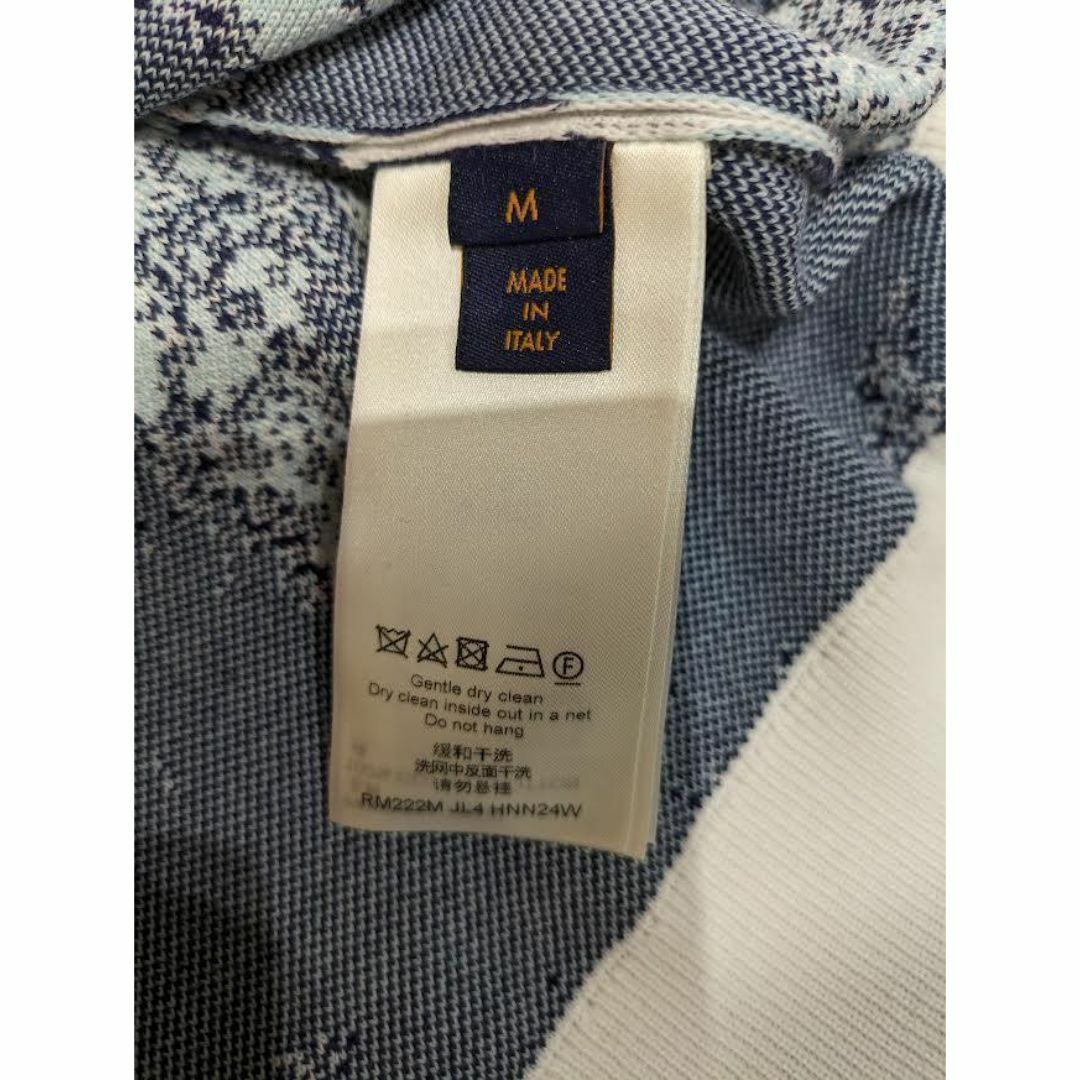 M
MADE
IN
ITALY
F
Gentle dry clean
Dry clean inside out in a net
Do not hang
缓和干洗
洗网中反面干洗
请勿悬挂
RM222M JL4 HNN24W